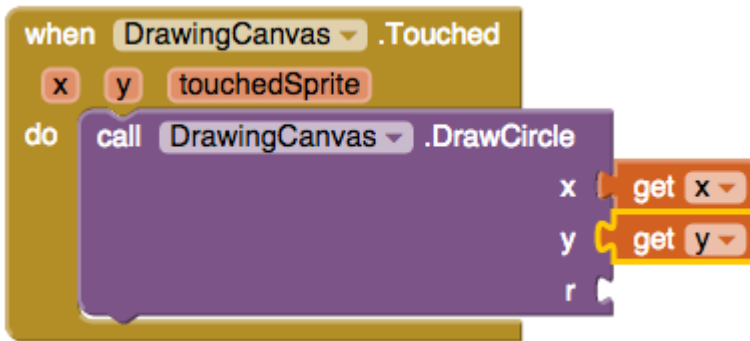 when DrawingCanvas .Touched
x y touchedSprite
do call DrawingCanvas .DrawCircle
x get x
y get y
r